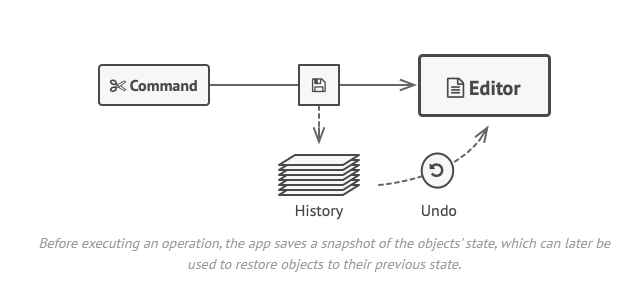 Command
Editor
History
Undo
Before executing an operation, the app saves a snapshot of the objects' state, which can later be
used to restore objects to their previous state.